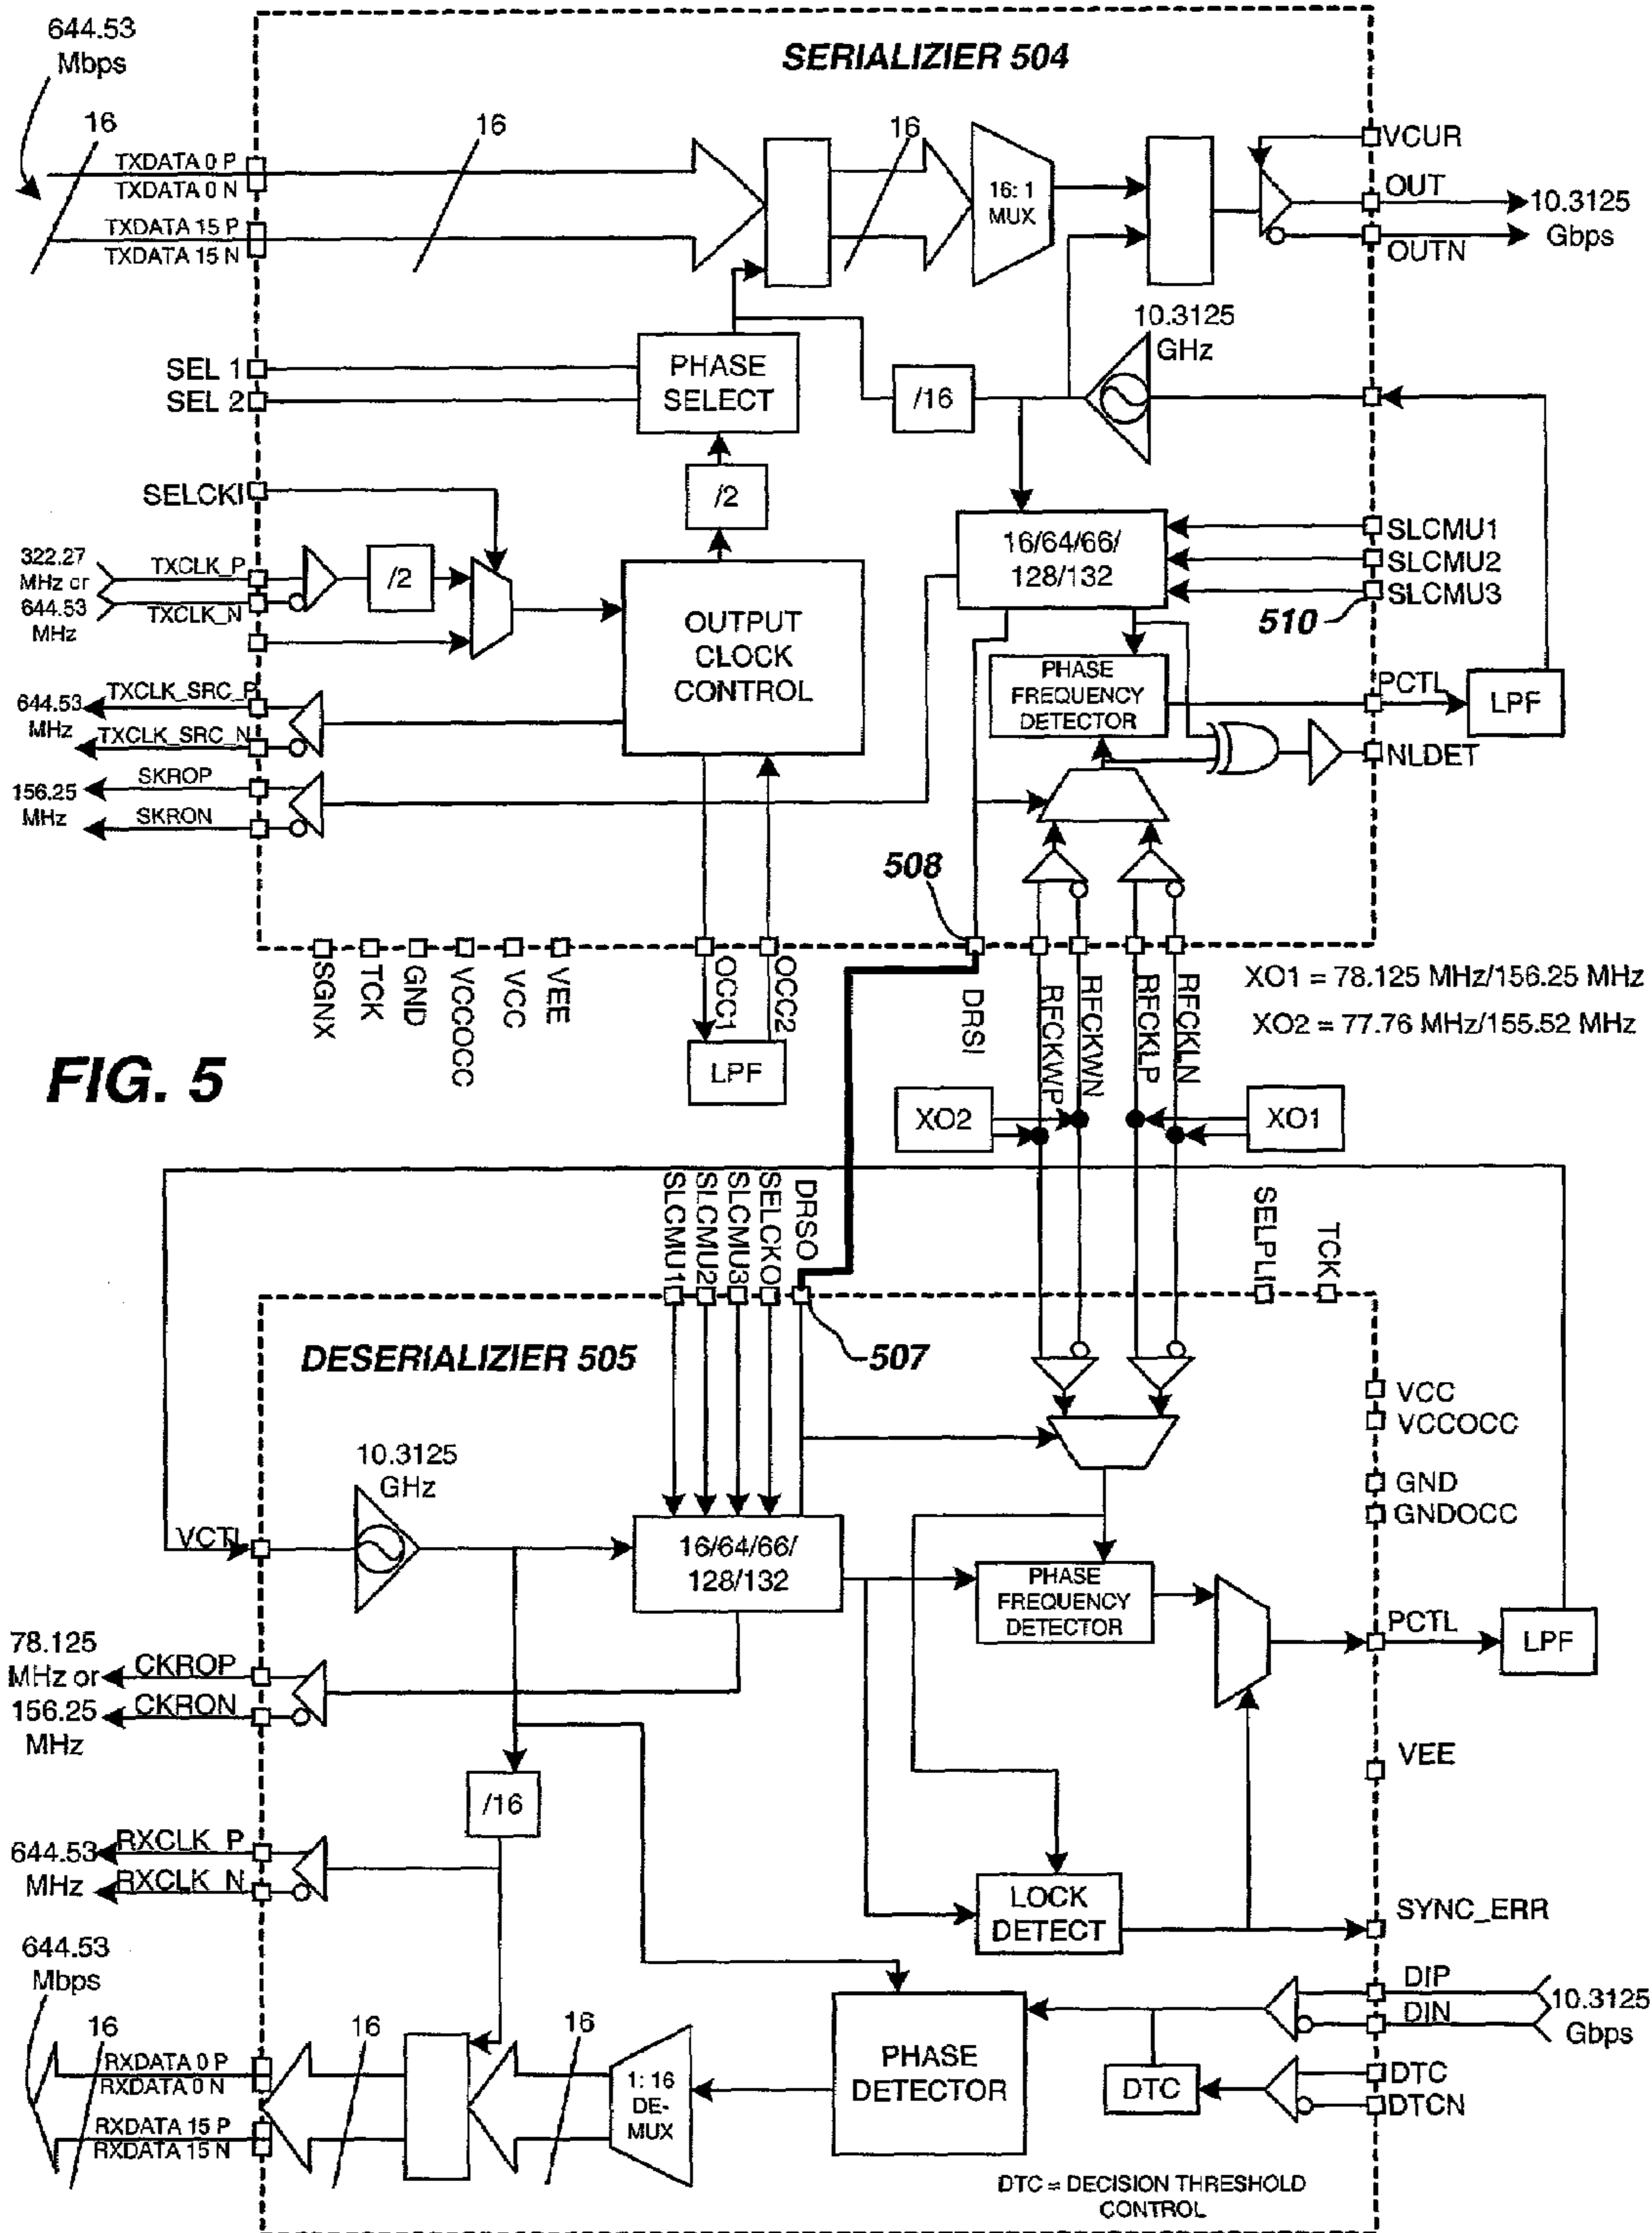 644.53
Mbps
SERIALIZIER 504
16
16
16
TXDATA 0 P
TXDATA 0 N
TXDATA 15 P
TXDATA 15 N
16: 1
MUX
VCUR
OUT
OUTN
10.3125
Gbps
10.3125
GHz
SEL 1
SEL 2
PHASE
SELECT
/16
/2
SELCKI
322.27
MHz or
644.53
MHz
TXCLK_P
TXCLK_N
/2
OUTPUT
CLOCK
CONTROL
16/64/66/
128/132
SLCMU1
SLCMU2
SLCMU3
510
PHASE
FREQUENCY
DETECTOR
PCTL
LPF
NLDET
644.53
MHz
TXCLK_SRC_P
TXCLK_SRC_N
156.25
MHz
SKROP
SKRON
508
SGNX
TCK
GND
VCCOCC
VCC
VEE
OCC1
OCC2
LPF
DRSI
RFCKWP
RFCKWN
RFCKLP
RFCKLN
XO1 = 78.125 MHz/156.25 MHz
XO2 = 77.76 MHz/155.52 MHz
FIG. 5
XO2
XO1
SLCMU1
SLCMU2
SLCMU3
SELCKO
DRSO
SELPLI
TCK
DESERIALIZIER 505
507
VCC
VCCOCC
GND
GNDOCC
10.3125
GHz
VCTL
16/64/66/
128/132
PHASE
FREQUENCY
DETECTOR
PCTL
LPF
78.125
MHz or
156.25
MHz
CKROP
CKRON
VEE
/16
644.53
MHz
RXCLK_P
RXCLK_N
LOCK
DETECT
SYNC_ERR
644.53
Mbps
DIP
DIN
10.3125
Gbps
16
16
16
RXDATA 0 P
RXDATA 0 N
RXDATA 15 P
RXDATA 15 N
1: 16
DE-
MUX
PHASE
DETECTOR
DTC
DTC
DTCN
DTC = DECISION THRESHOLD
CONTROL